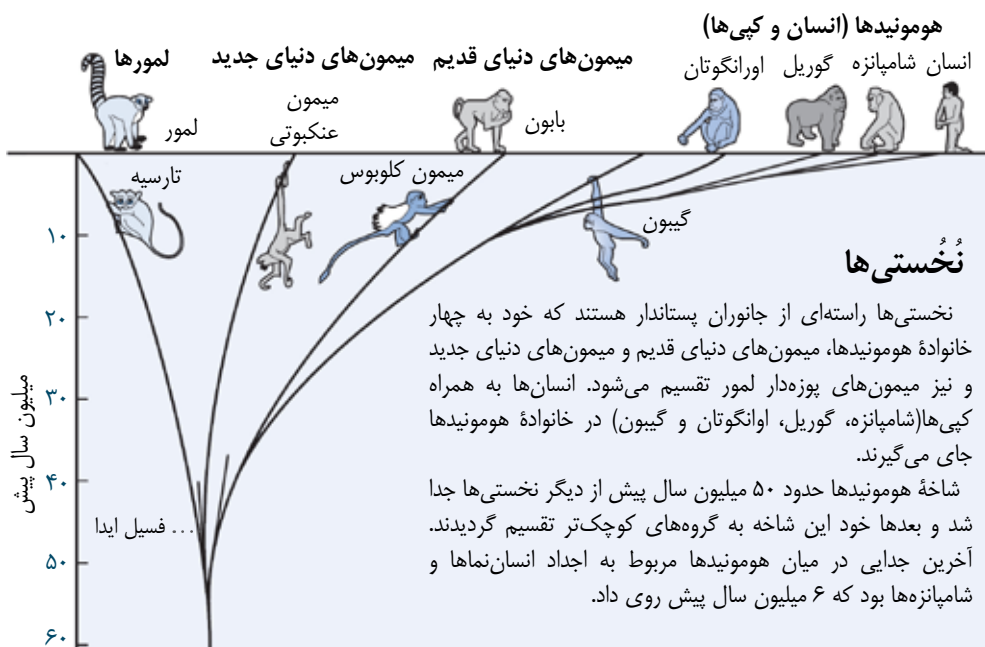 هومونیدها (انسان و کپی‌ها)
لمورها
میمون‌های دنیای جدید
میمون‌های دنیای قدیم
انسان
شامپانزه
گوریل
اورانگوتان
بابون
میمون
عنکبوتی
لمور
تارسیه
میمون کلوبوس
گیبون
۱۰
۲۰
۳۰
۴۰
۵۰
۶۰
میلیون سال پیش
... فسیل ایدا
نُخُستی‌ها
نخستی‌ها راسته‌ای از جانوران پستاندار هستند که خود به چهار
خانوادهٔ هومونیدها، میمون‌های دنیای قدیم و میمون‌های دنیای جدید
و نیز میمون‌های پوزه‌دار لمور تقسیم می‌شود. انسان‌ها به همراه
کپی‌ها(شامپانزه، گوریل، اوانگوتان و گیبون) در خانوادهٔ هومونیدها
جای می‌گیرند.
شاخهٔ هومونیدها حدود ۵۰ میلیون سال پیش از دیگر نخستی‌ها جدا
شد و بعدها خود این شاخه به گروه‌های کوچک‌تر تقسیم گردیدند.
آخرین جدایی در میان هومونیدها مربوط به اجداد انسان‌نماها و
شامپانزه‌ها بود که ۶ میلیون سال پیش روی داد.